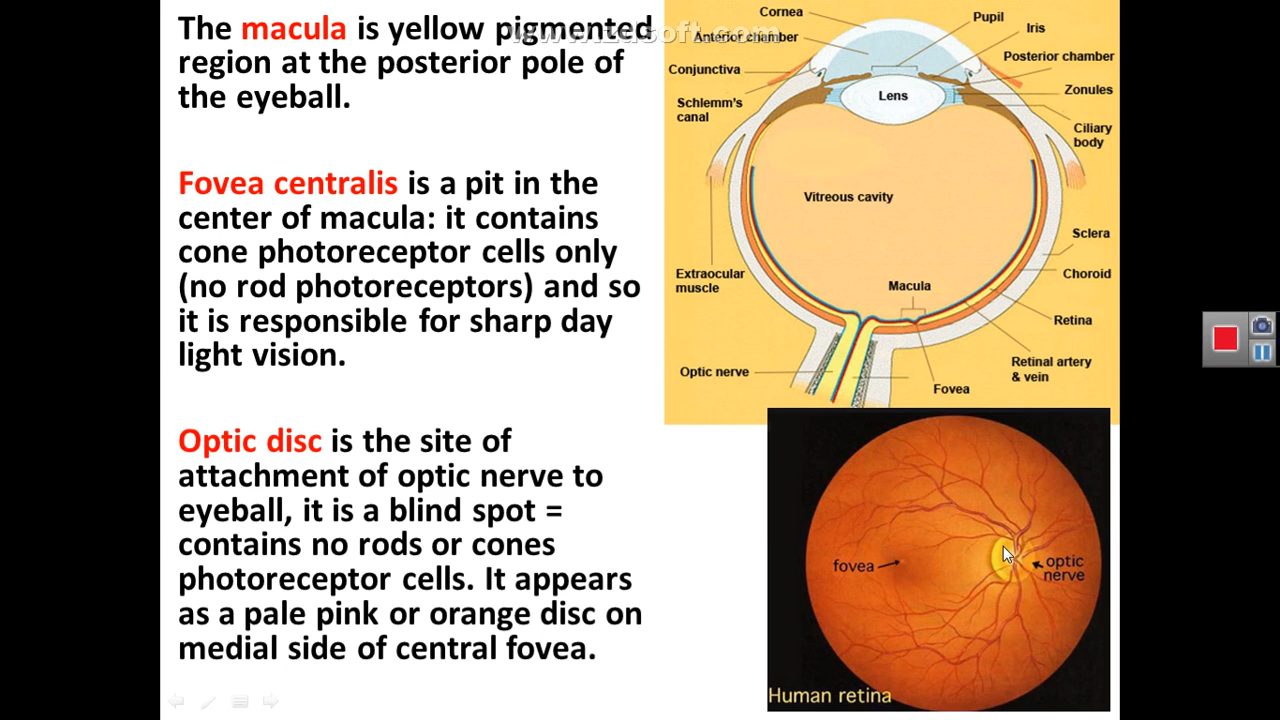 The macula is yellow pigmented
region at the posterior pole of
the eyeball.
Fovea centralis is a pit in the
center of macula: it contains
cone photoreceptor cells only
(no rod photoreceptors) and so
it is responsible for sharp day
light vision.
Optic disc is the site of
attachment of optic nerve to
eyeball, it is a blind spot =
contains no rods or cones
photoreceptor cells. It appears
as a pale pink or orange disc on
medial side of central fovea.
www.zdsoft.com
Cornea
Anterior chamber
Conjunctiva
Schlemm's
canal
Pupil
Iris
Posterior chamber
Zonules
Ciliary
body
Lens
Vitreous cavity
Sclera
Choroid
Extraocular
muscle
Macula
Retina
Retinal artery
& vein
Optic nerve
Fovea
fovea
optic
nerve
Human retina